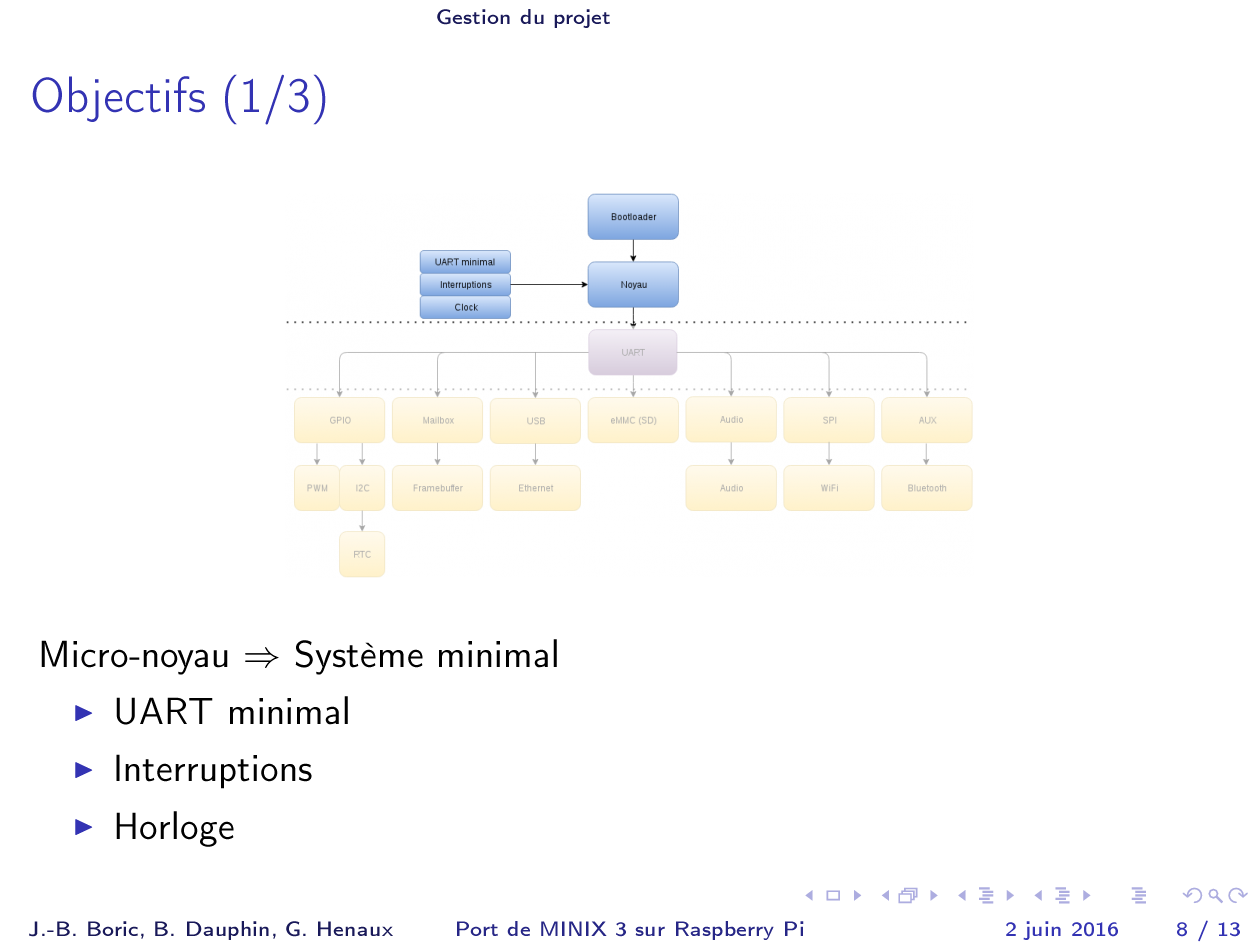 Gestion du projet
Objectifs (1/3)
Bootloader
UART minimal
Interruptions
Noyau
Clock
UART
GPIO
Mailbox
USB
eMMC (SD)
Audio
SPI
AUX
PWM
I2C
Framebuffer
Ethernet
Audio
WiFi
Bluetooth
RTC
Micro-noyau ⇒ Système minimal
UART minimal
Interruptions
Horloge
J.-B. Boric, B. Dauphin, G. Henaux Port de MINIX 3 sur Raspberry Pi 2 juin 2016 8 / 13